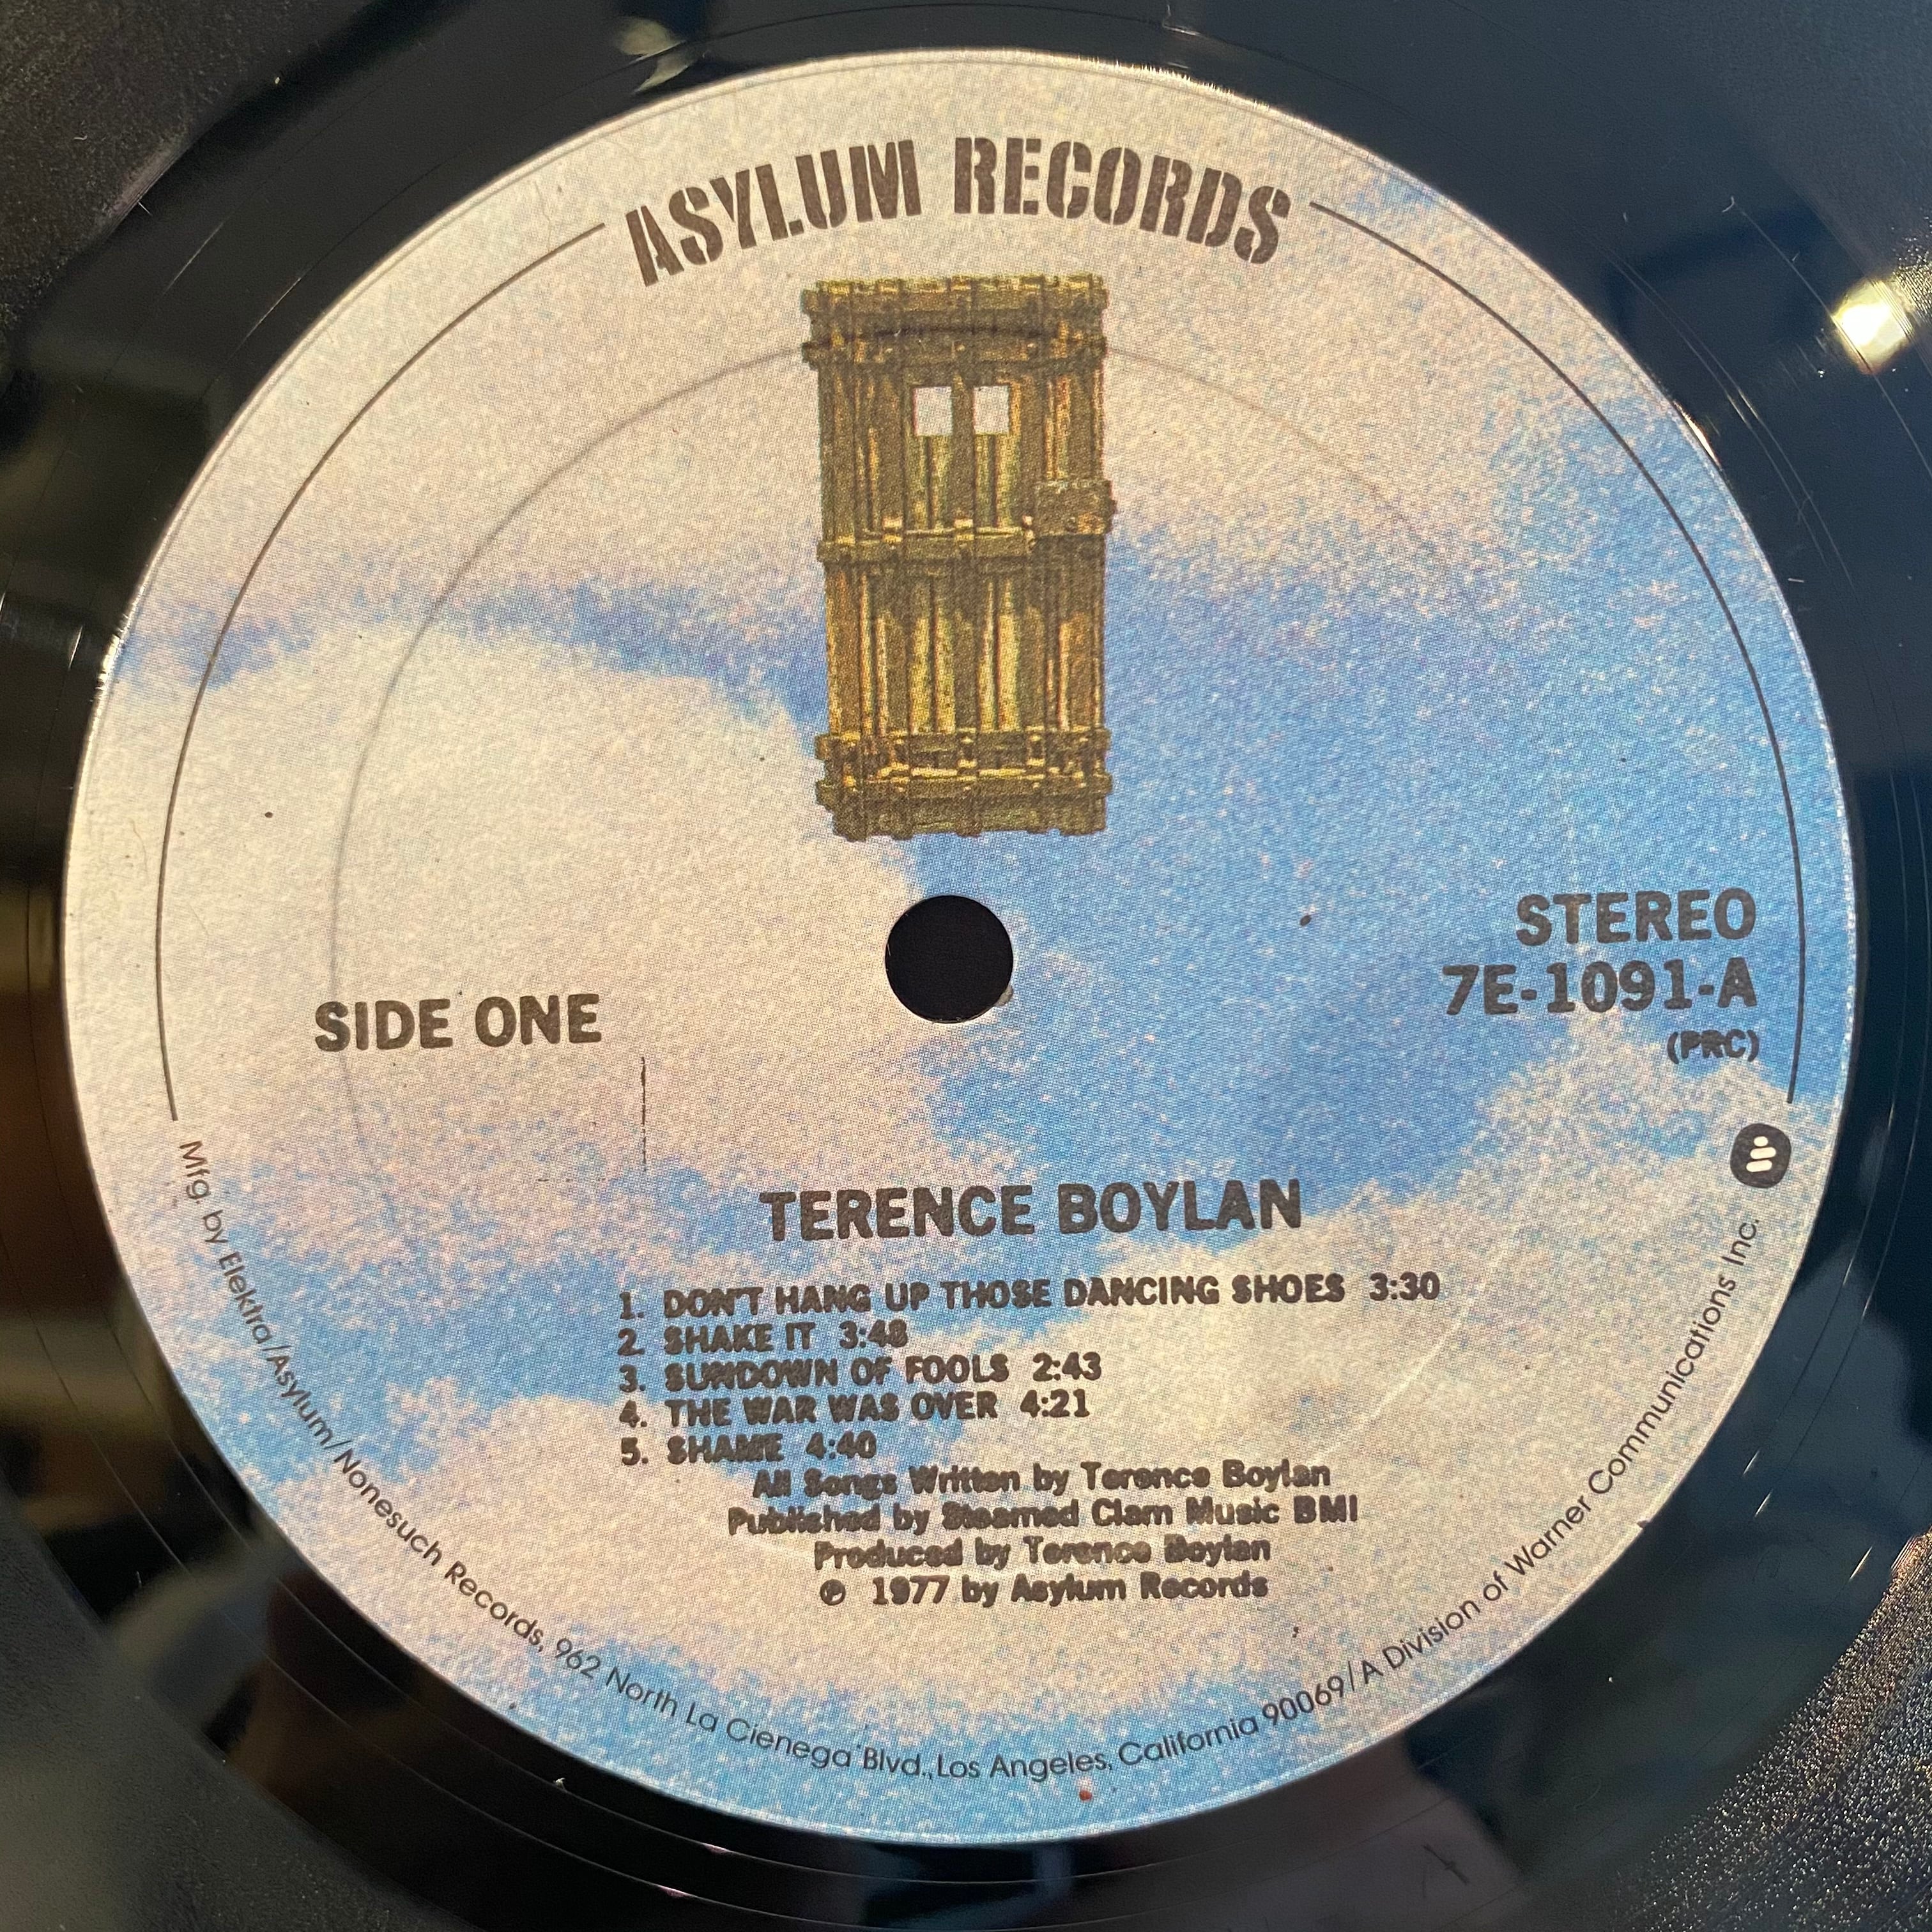 ASYLUM RECORDS
STEREO
7E-1091-A
(PRC)
SIDE ONE
TERENCE BOYLAN
1. DON'T HANG UP THOSE DANCING SHOES 3:30
2. SHAKE IT 3:48
3. SUNDOWN OF FOOLS 2:43
4. THE WAR WAS OVER 4:21
5. SHAME 4:40
All Songs Written by Terence Boylan
Published by Steamed Clam Music BMI
Produced by Terence Boylan
℗ 1977 by Asylum Records
Mfg. by Elektra/Asylum/Nonesuch Records, 962 North La Cienega Blvd., Los Angeles, California 90069/A Division of Warner Communications Inc.